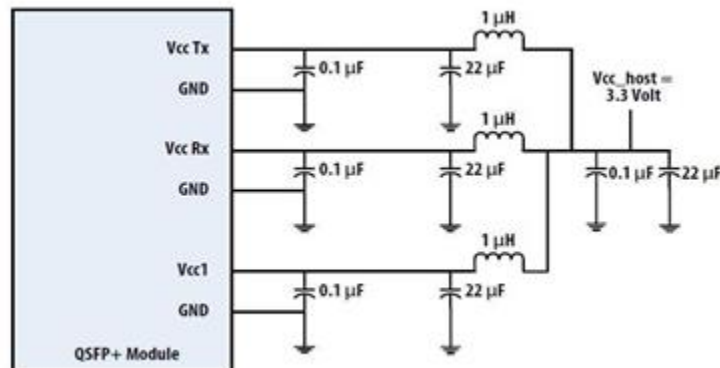 1 µH
Vcc Tx
0.1 µF
22 µF
GND
Vcc_host =
3.3 Volt
1 µH
Vcc Rx
0.1 µF
22 µF
0.1 µF
22 µF
GND
1 µH
Vcc1
0.1 µF
22 µF
GND
QSFP+ Module